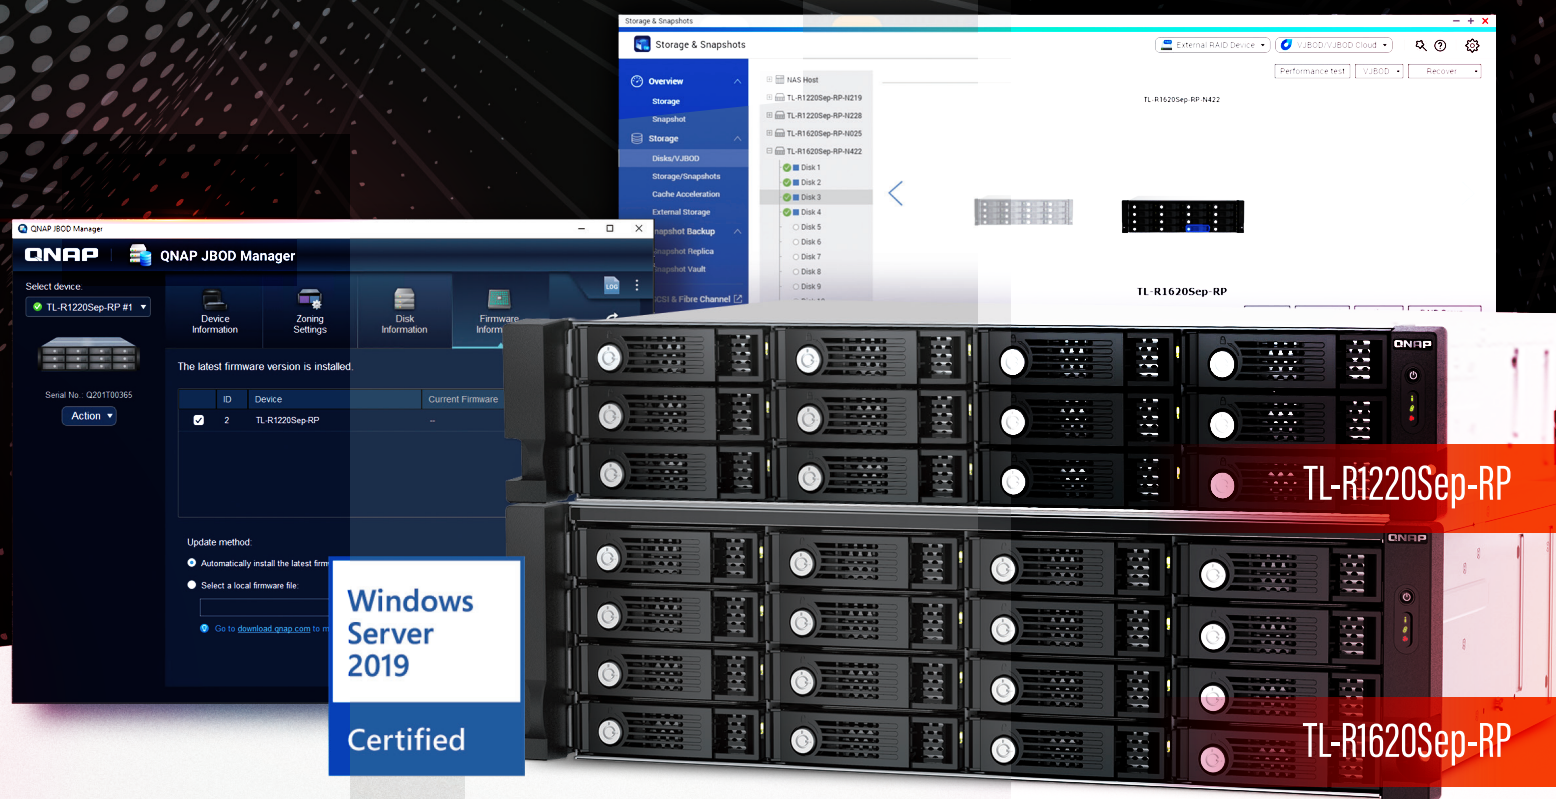 Storage & Snapshots
Storage & Snapshots
External RAID Device
VJBOD/VJBOD Cloud
Performance test
VJBOD
Recover
Overview
Storage
Snapshot
Storage
Disks/VJBOD
Storage/Snapshots
Cache Acceleration
External Storage
napshot Backup
napshot Replica
napshot Vault
CSI & Fibre Channel
NAS Host
TL-R1220Sep-RP-N219
TL-R1220Sep-RP-N228
TL-R1620Sep-RP-N025
TL-R1620Sep-RP-N422
Disk 1
Disk 2
Disk 3
Disk 4
Disk 5
Disk 6
Disk 7
Disk 8
Disk 9
TL-R1620Sep-RP-N422
TL-R1620Sep-RP
QNAP JBOD Manager
QNAP
QNAP JBOD Manager
LOG
Select device:
TL-R1220Sep-RP #1
Serial No.: Q201T00365
Action
Device
Information
Zoning
Settings
Disk
Information
Firmware
Inform
The latest firmware version is installed.
ID Device Current Firmware
2 TL-R1220Sep-RP --
Update method:
Automatically install the latest firm
Select a local firmware file:
Go to download.qnap.com to m
Windows
Server
2019
Certified
QNAP
TL-R1220Sep-RP
QNAP
TL-R1620Sep-RP